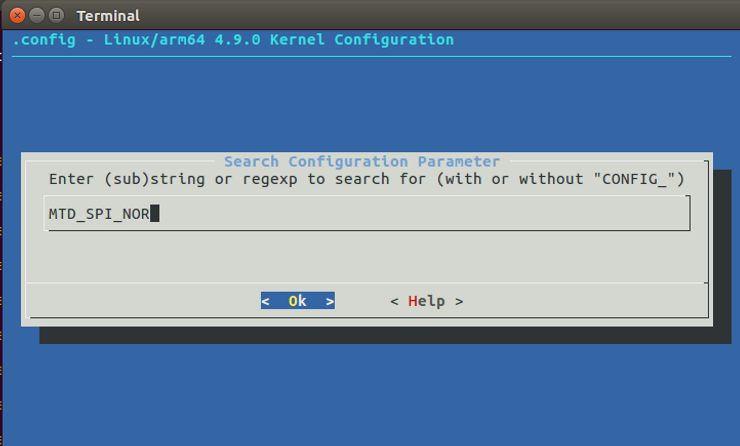 Terminal
.config - Linux/arm64 4.9.0 Kernel Configuration
Search Configuration Parameter
Enter (sub)string or regexp to search for (with or without "CONFIG_")
MTD_SPI_NOR
< Ok > < Help >